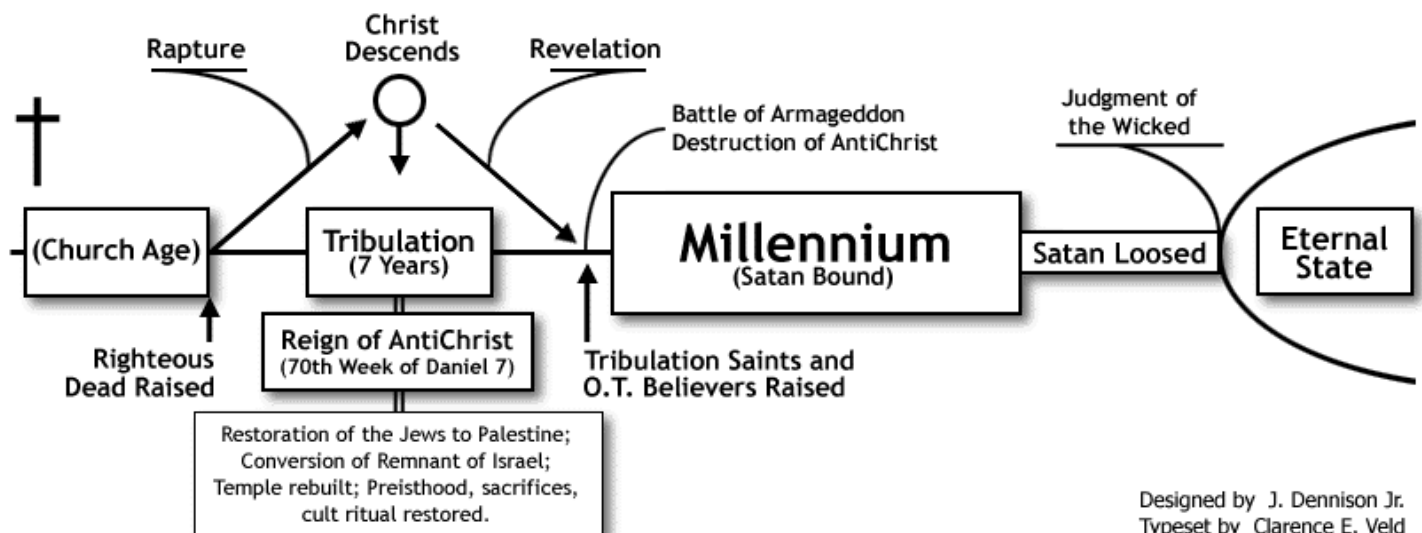 Christ
Descends
Rapture
Revelation
Battle of Armageddon
Destruction of AntiChrist
Judgment of
the Wicked
(Church Age)
Tribulation
(7 Years)
Millennium
(Satan Bound)
Satan Loosed
Eternal
State
Righteous
Dead Raised
Reign of AntiChrist
(70th Week of Daniel 7)
Tribulation Saints and
O.T. Believers Raised
Restoration of the Jews to Palestine;
Conversion of Remnant of Israel;
Temple rebuilt; Preisthood, sacrifices,
cult ritual restored.
Designed by J. Dennison Jr.
Typeset by Clarence E. Veld